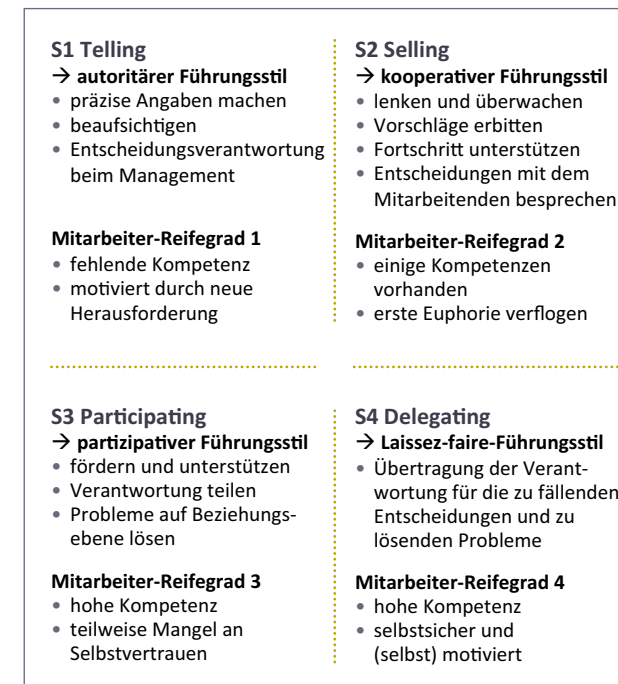 S1 Telling
→ autoritärer Führungsstil
• präzise Angaben machen
• beaufsichtigen
• Entscheidungsverantwortung
beim Management
Mitarbeiter-Reifegrad 1
• fehlende Kompetenz
• motiviert durch neue
Herausforderung
S2 Selling
→ kooperativer Führungsstil
• lenken und überwachen
• Vorschläge erbitten
• Fortschritt unterstützen
• Entscheidungen mit dem
Mitarbeitenden besprechen
Mitarbeiter-Reifegrad 2
• einige Kompetenzen
vorhanden
• erste Euphorie verflogen
S3 Participating
→ partizipativer Führungsstil
• fördern und unterstützen
• Verantwortung teilen
• Probleme auf Beziehungs-
ebene lösen
Mitarbeiter-Reifegrad 3
• hohe Kompetenz
• teilweise Mangel an
Selbstvertrauen
S4 Delegating
→ Laissez-faire-Führungsstil
• Übertragung der Verant-
wortung für die zu fällenden
Entscheidungen und zu
lösenden Probleme
Mitarbeiter-Reifegrad 4
• hohe Kompetenz
• selbstsicher und
(selbst) motiviert